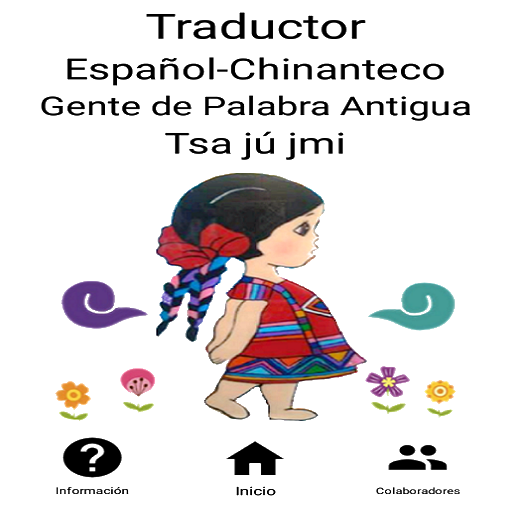 Traductor
Español-Chinanteco
Gente de Palabra Antigua
Tsa jú jmi
?
Información
Inicio
Colaboradores